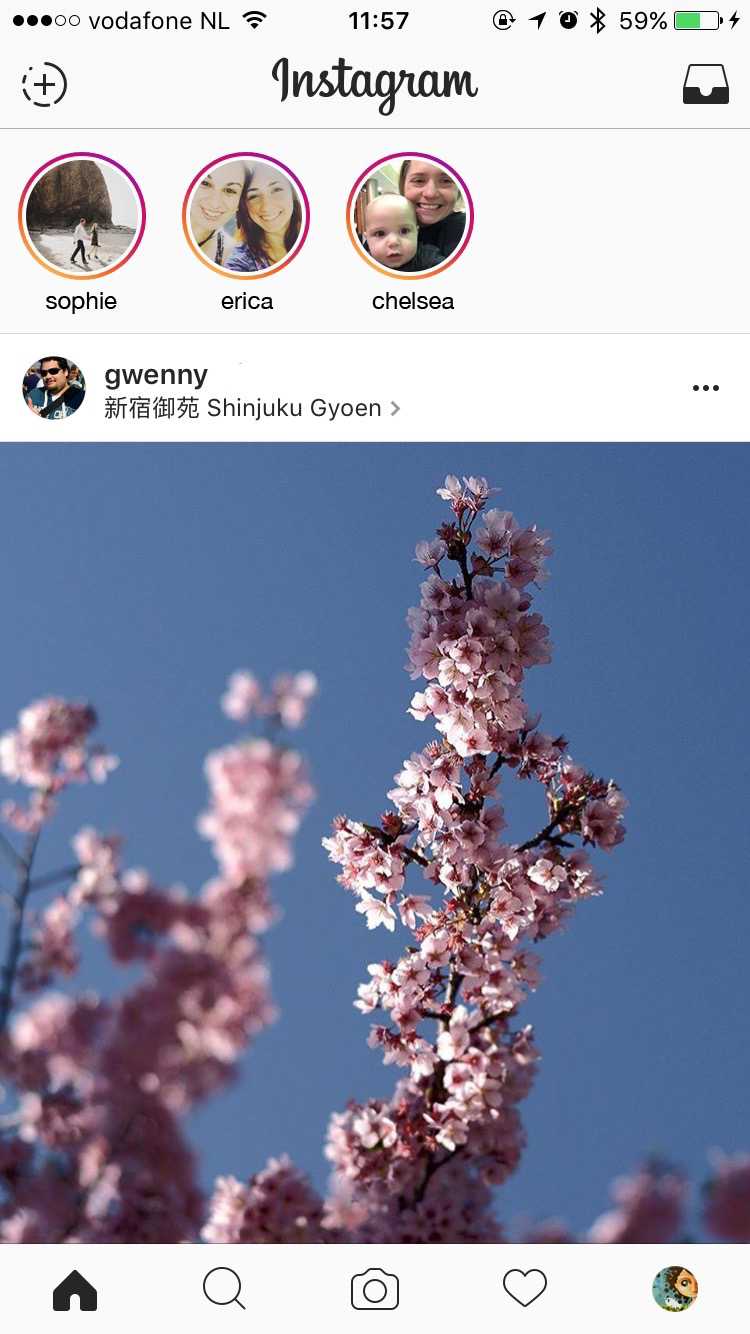 vodafone NL 11:57 59%
Instagram
sophie erica chelsea
gwenny
新宿御苑 Shinjuku Gyoen